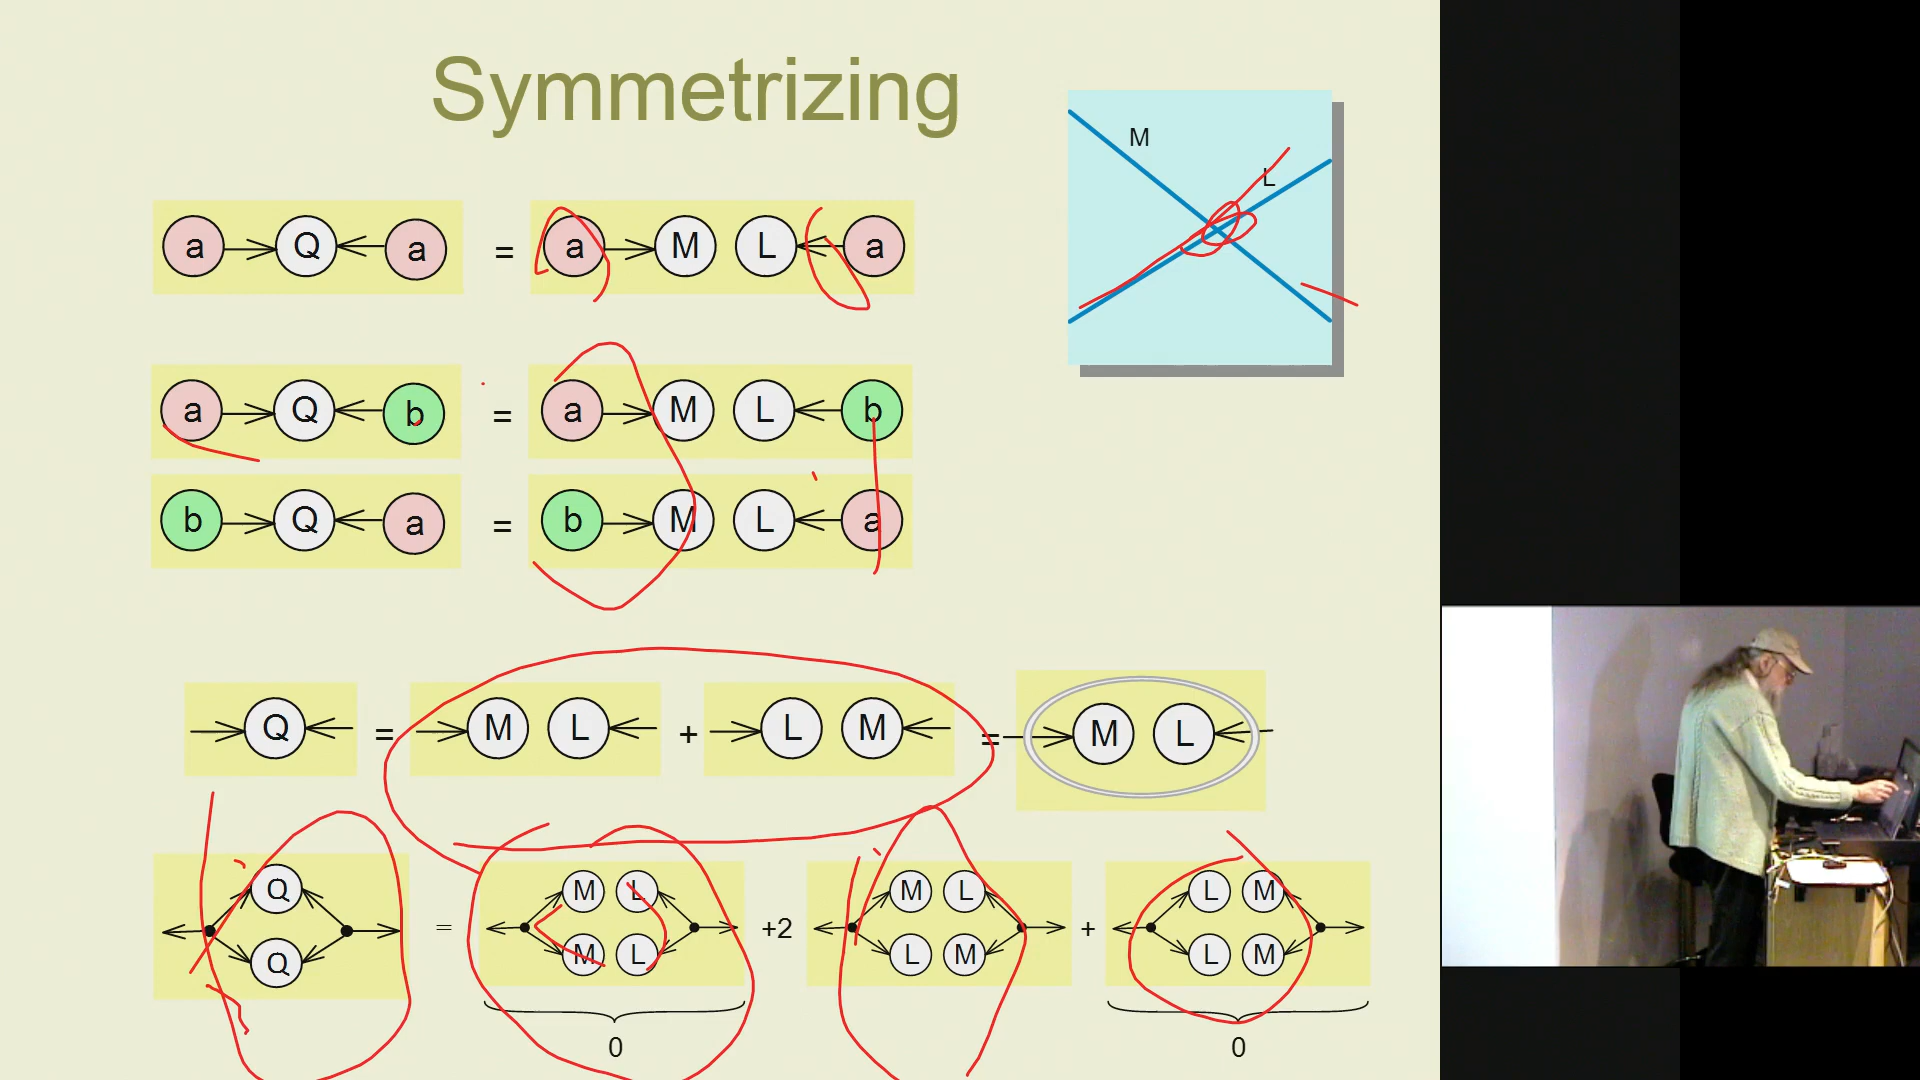 Symmetrizing
M
L
a Q a = a M L a
a Q b = a M L b
b Q a = b M L a
Q = M L + L M = M L
Q Q = M L M L +2 M L L M + L M L M
0 0